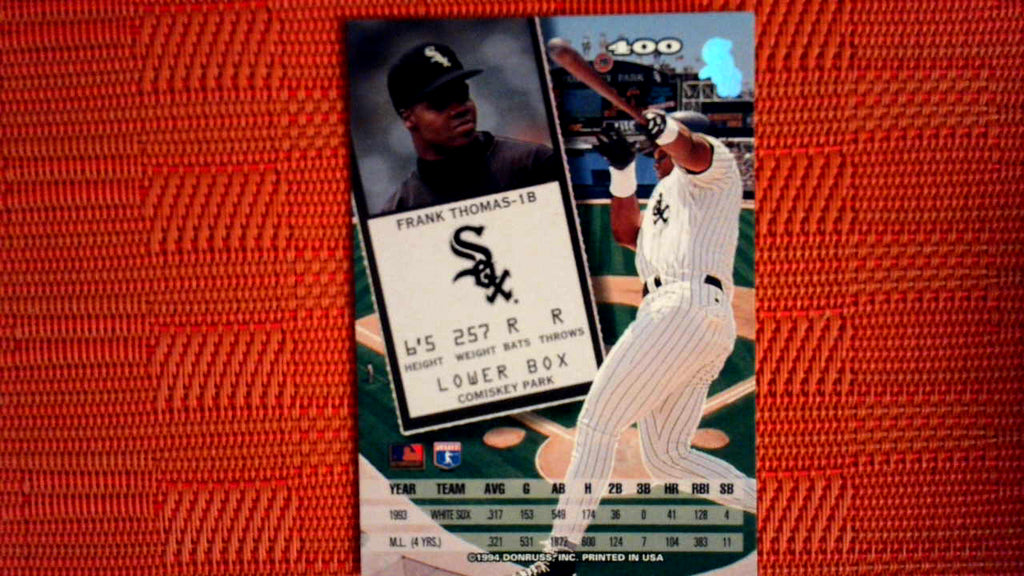 400
Sox
PARK
FRANK THOMAS-1B
Sox
6'5 257 R R
HEIGHT WEIGHT BATS THROWS
LOWER BOX
COMISKEY PARK
YEAR TEAM AVG G AB H 2B 3B HR RBI SB
1993 WHITE SOX .317 153 549 174 36 0 41 128 4
M.L. (4 YRS.) .321 531 1872 600 124 7 104 383 11
©1994 DONRUSS, INC. PRINTED IN USA